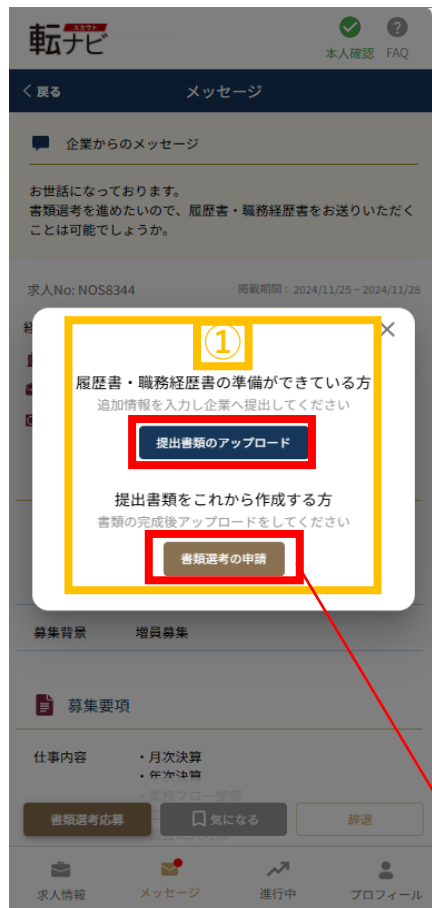 スカウト
転ナビ
本人確認 FAQ
戻る メッセージ
企業からのメッセージ
お世話になっております。
書類選考を進めたいので、履歴書・職務経歴書をお送りいただく
ことは可能でしょうか。
求人No: NOS8344 掲載期間：2024/11/25~2024/11/28
①
履歴書・職務経歴書の準備ができている方
追加情報を入力し企業へ提出してください
提出書類のアップロード
提出書類をこれから作成する方
書類の完成後アップロードをしてください
書類選考の申請
募集背景 増員募集
募集要項
仕事内容 ・月次決算
・年次決算
・業務フロー整備
書類選考応募 気になる 辞退
求人情報 メッセージ 進行中 プロフィール